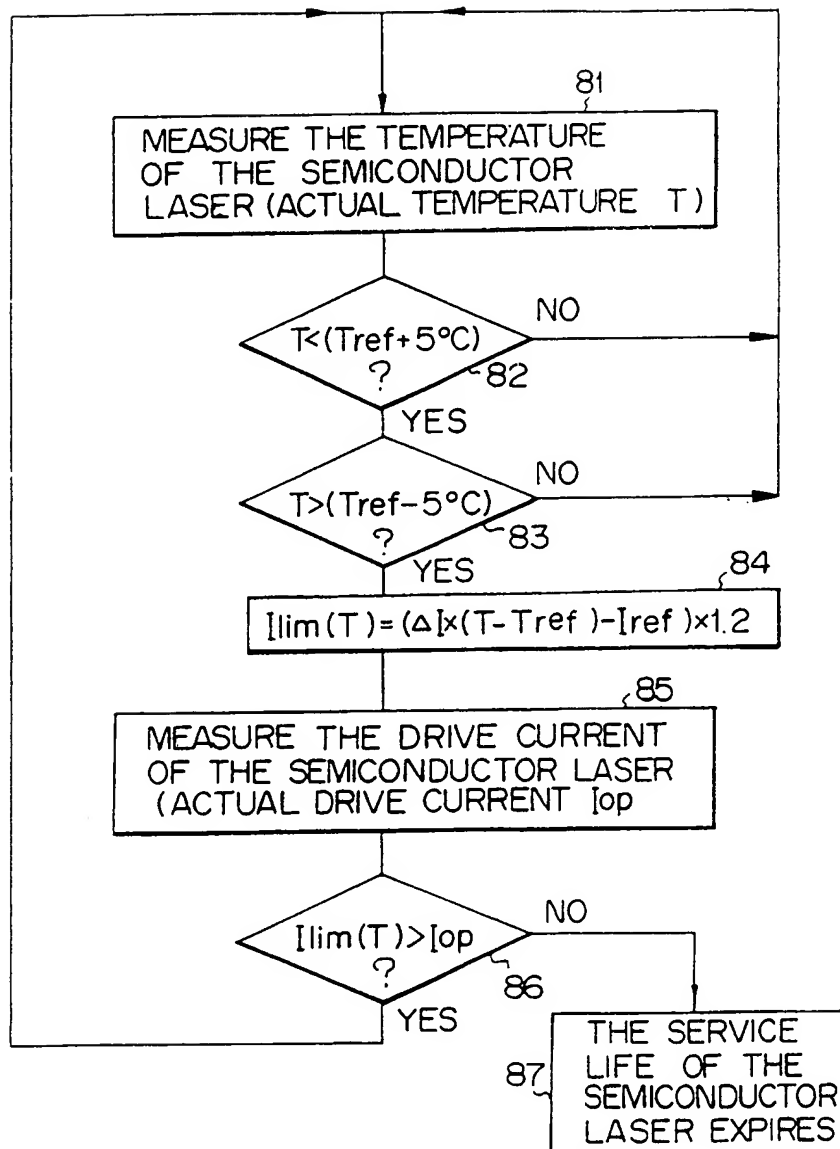 81
MEASURE THE TEMPERATURE
OF THE SEMICONDUCTOR
LASER (ACTUAL TEMPERATURE T)
NO
T<(Tref+5°C)
?
82
YES
NO
T>(Tref-5°C)
?
83
YES
84
Ilim(T)=(ΔI×(T-Tref)-Iref)×1.2
85
MEASURE THE DRIVE CURRENT
OF THE SEMICONDUCTOR LASER
(ACTUAL DRIVE CURRENT Iop
NO
Ilim(T)>Iop
?
86
YES
87
THE SERVICE
LIFE OF THE
SEMICONDUCTOR
LASER EXPIRES